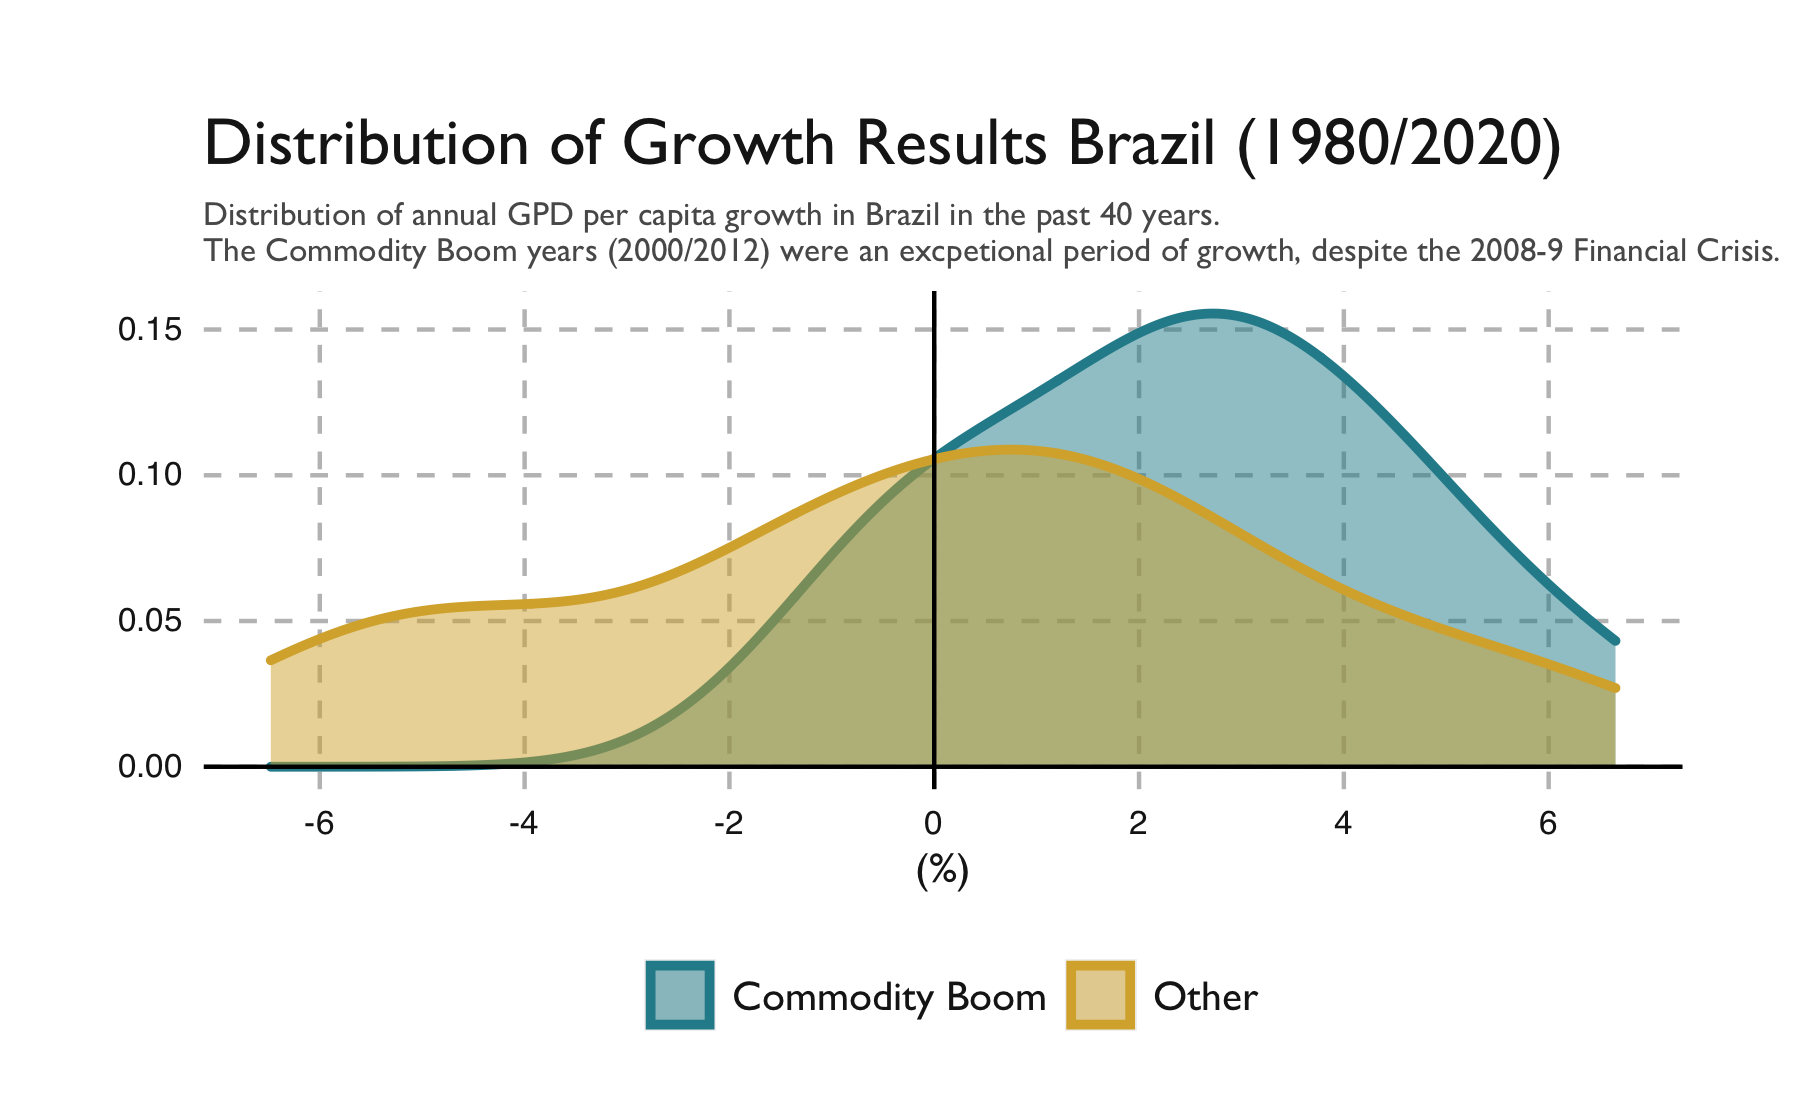 Distribution of Growth Results Brazil (1980/2020)
Distribution of annual GPD per capita growth in Brazil in the past 40 years.
The Commodity Boom years (2000/2012) were an excpetional period of growth, despite the 2008-9 Financial Crisis.
0.15
0.10
0.05
0.00
-6 -4 -2 0 2 4 6
(%)
Commodity Boom Other